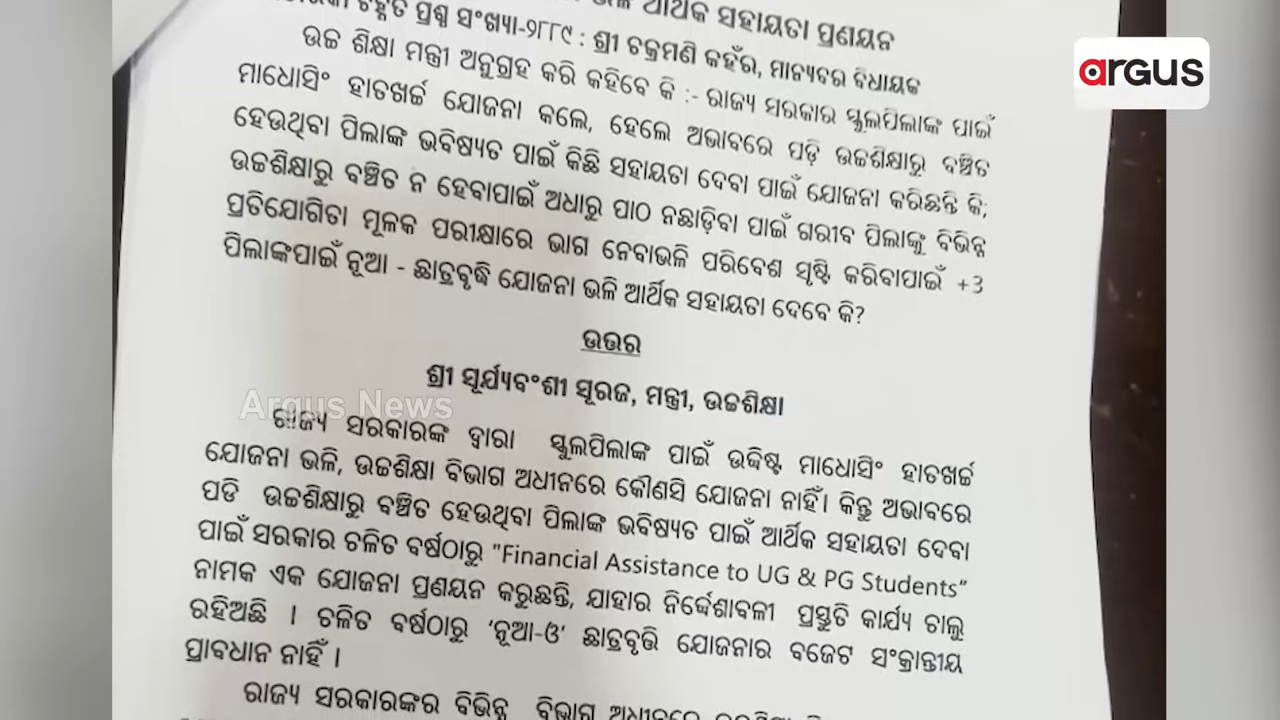 ଆର୍ଥିକ ସହାୟତା ପ୍ରଣୟନ
ପ୍ରଶ୍ନ ସଂଖ୍ୟା-୨୮୮୯ : ଶ୍ରୀ ଚକ୍ରମଣି କହଁର, ମାନ୍ୟବର ବିଧାୟକ
argus
ଉଚ୍ଚ ଶିକ୍ଷା ମନ୍ତ୍ରୀ ଅନୁଗ୍ରହ କରି କହିବେ କି :- ରାଜ୍ୟ ସରକାର ସ୍କୁଲପିଲାଙ୍କ ପାଇଁ
ମାଧୋସିଂ ହାତଖର୍ଚ୍ଚ ଯୋଜନା କଲେ, ହେଲେ ଅଭାବରେ ପଡ଼ି ଉଚ୍ଚଶିକ୍ଷାରୁ ବଞ୍ଚିତ
ହେଉଥିବା ପିଲାଙ୍କ ଭବିଷ୍ୟତ ପାଇଁ କିଛି ସହାୟତା ଦେବା ପାଇଁ ଯୋଜନା କରିଛନ୍ତି କି;
ଉଚ୍ଚଶିକ୍ଷାରୁ ବଞ୍ଚିତ ନ ହେବାପାଇଁ ଅଧାରୁ ପାଠ ନଛାଡ଼ିବା ପାଇଁ ଗରୀବ ପିଲାଙ୍କୁ ବିଭିନ୍ନ
ପ୍ରତିଯୋଗିତା ମୂଳକ ପରୀକ୍ଷାରେ ଭାଗ ନେବାଭଳି ପରିବେଶ ସୃଷ୍ଟି କରିବାପାଇଁ +3
ପିଲାଙ୍କପାଇଁ ନୂଆ - ଛାତ୍ରବୃଦ୍ଧି ଯୋଜନା ଭଳି ଆର୍ଥିକ ସହାୟତା ଦେବେ କି?
ଉତ୍ତର
ଶ୍ରୀ ସୂର୍ଯ୍ୟବଂଶୀ ସୂରଜ, ମନ୍ତ୍ରୀ, ଉଚ୍ଚଶିକ୍ଷା
Argus News
ରାଜ୍ୟ ସରକାରଙ୍କ ଦ୍ୱାରା ସ୍କୁଲପିଲାଙ୍କ ପାଇଁ ଉଦ୍ଦିଷ୍ଟ ମାଧୋସିଂ ହାତଖର୍ଚ୍ଚ
ଯୋଜନା ଭଳି, ଉଚ୍ଚଶିକ୍ଷା ବିଭାଗ ଅଧୀନରେ କୌଣସି ଯୋଜନା ନାହିଁ। କିନ୍ତୁ ଅଭାବରେ
ପଡି ଉଚ୍ଚଶିକ୍ଷାରୁ ବଞ୍ଚିତ ହେଉଥିବା ପିଲାଙ୍କ ଭବିଷ୍ୟତ ପାଇଁ ଆର୍ଥିକ ସହାୟତା ଦେବା
ପାଇଁ ସରକାର ଚଳିତ ବର୍ଷଠାରୁ "Financial Assistance to UG & PG Students"
ନାମକ ଏକ ଯୋଜନା ପ୍ରଣୟନ କରୁଛନ୍ତି, ଯାହାର ନିର୍ଦ୍ଦେଶାବଳୀ ପ୍ରସ୍ତୁତି କାର୍ଯ୍ୟ ଚାଲୁ
ରହିଅଛି । ଚଳିତ ବର୍ଷଠାରୁ ‘ନୂଆ-ଓ’ ଛାତ୍ରବୃତ୍ତି ଯୋଜନାର ବଜେଟ ସଂକ୍ରାନ୍ତୀୟ
ପ୍ରାବଧାନ ନାହିଁ ।
ରାଜ୍ୟ ସରକାରଙ୍କର ବିଭିନ୍ନ ବିଭାଗ ଅଧୀନରେ